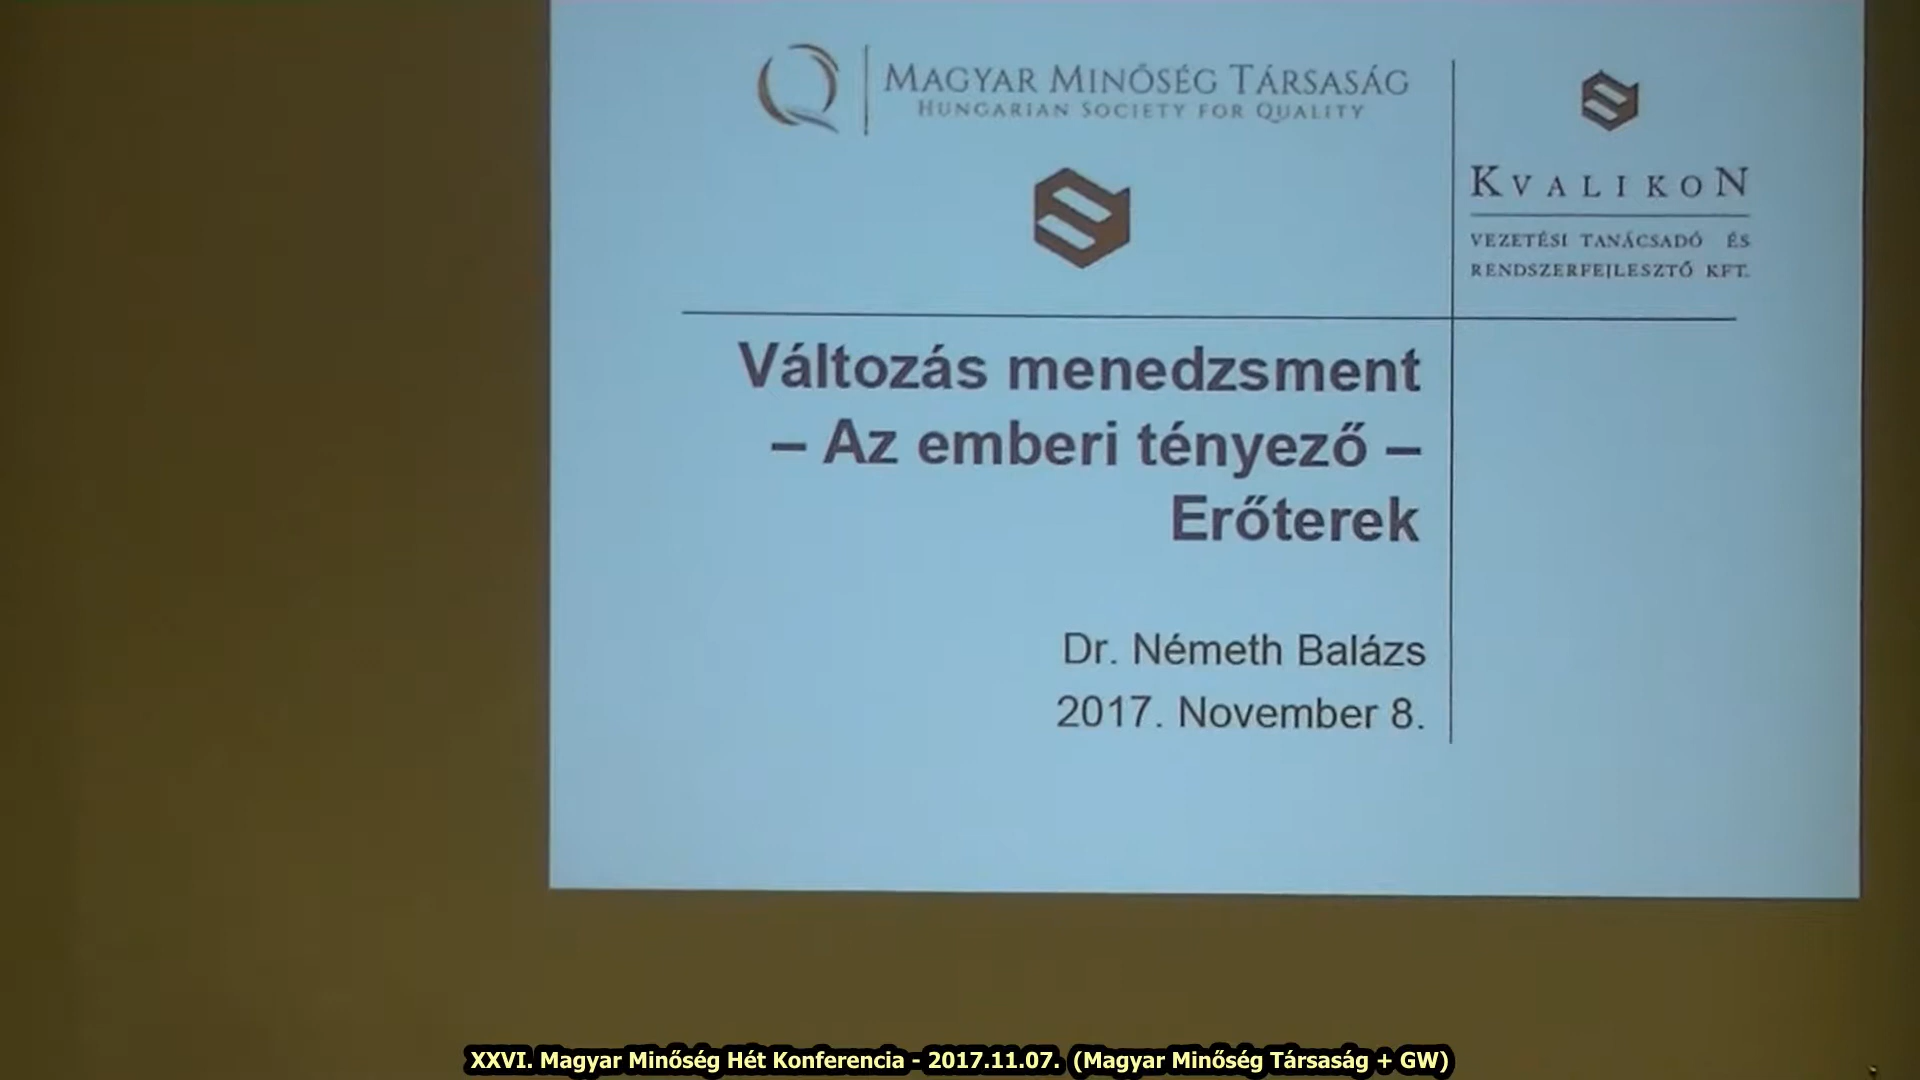 MAGYAR MINŐSÉG TÁRSASÁG
HUNGARIAN SOCIETY FOR QUALITY
KVALIKON
VEZETÉSI TANÁCSADÓ ÉS
RENDSZERFEJLESZTŐ KFT.
Változás menedzsment
– Az emberi tényező –
Erőterek
Dr. Németh Balázs
2017. November 8.
XXVI. Magyar Minőség Hét Konferencia - 2017.11.07. (Magyar Minőség Társaság + GW)